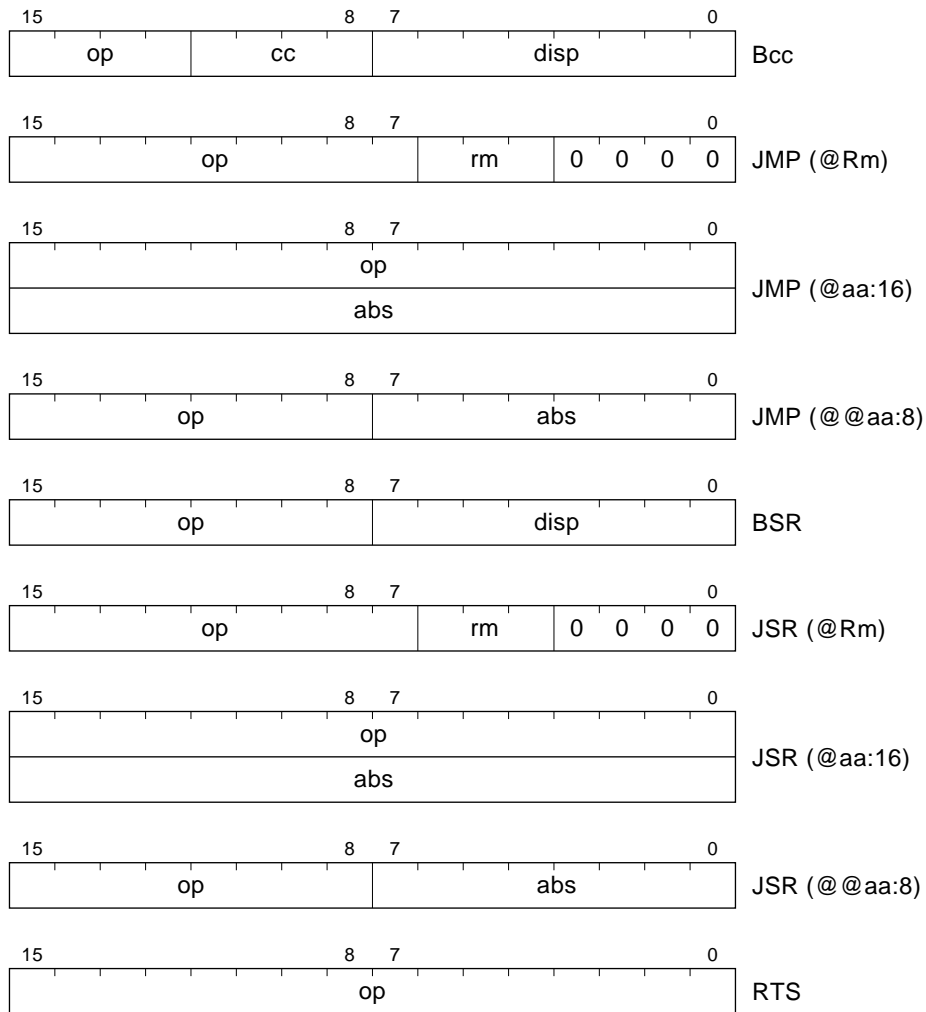 15 8 7 0
op cc disp Bcc
15 8 7 0
op rm 0 0 0 0 JMP (@Rm)
15 8 7 0
op
JMP (@aa:16)
abs
15 8 7 0
op abs JMP (@@aa:8)
15 8 7 0
op disp BSR
15 8 7 0
op rm 0 0 0 0 JSR (@Rm)
15 8 7 0
op
JSR (@aa:16)
abs
15 8 7 0
op abs JSR (@@aa:8)
15 8 7 0
op RTS